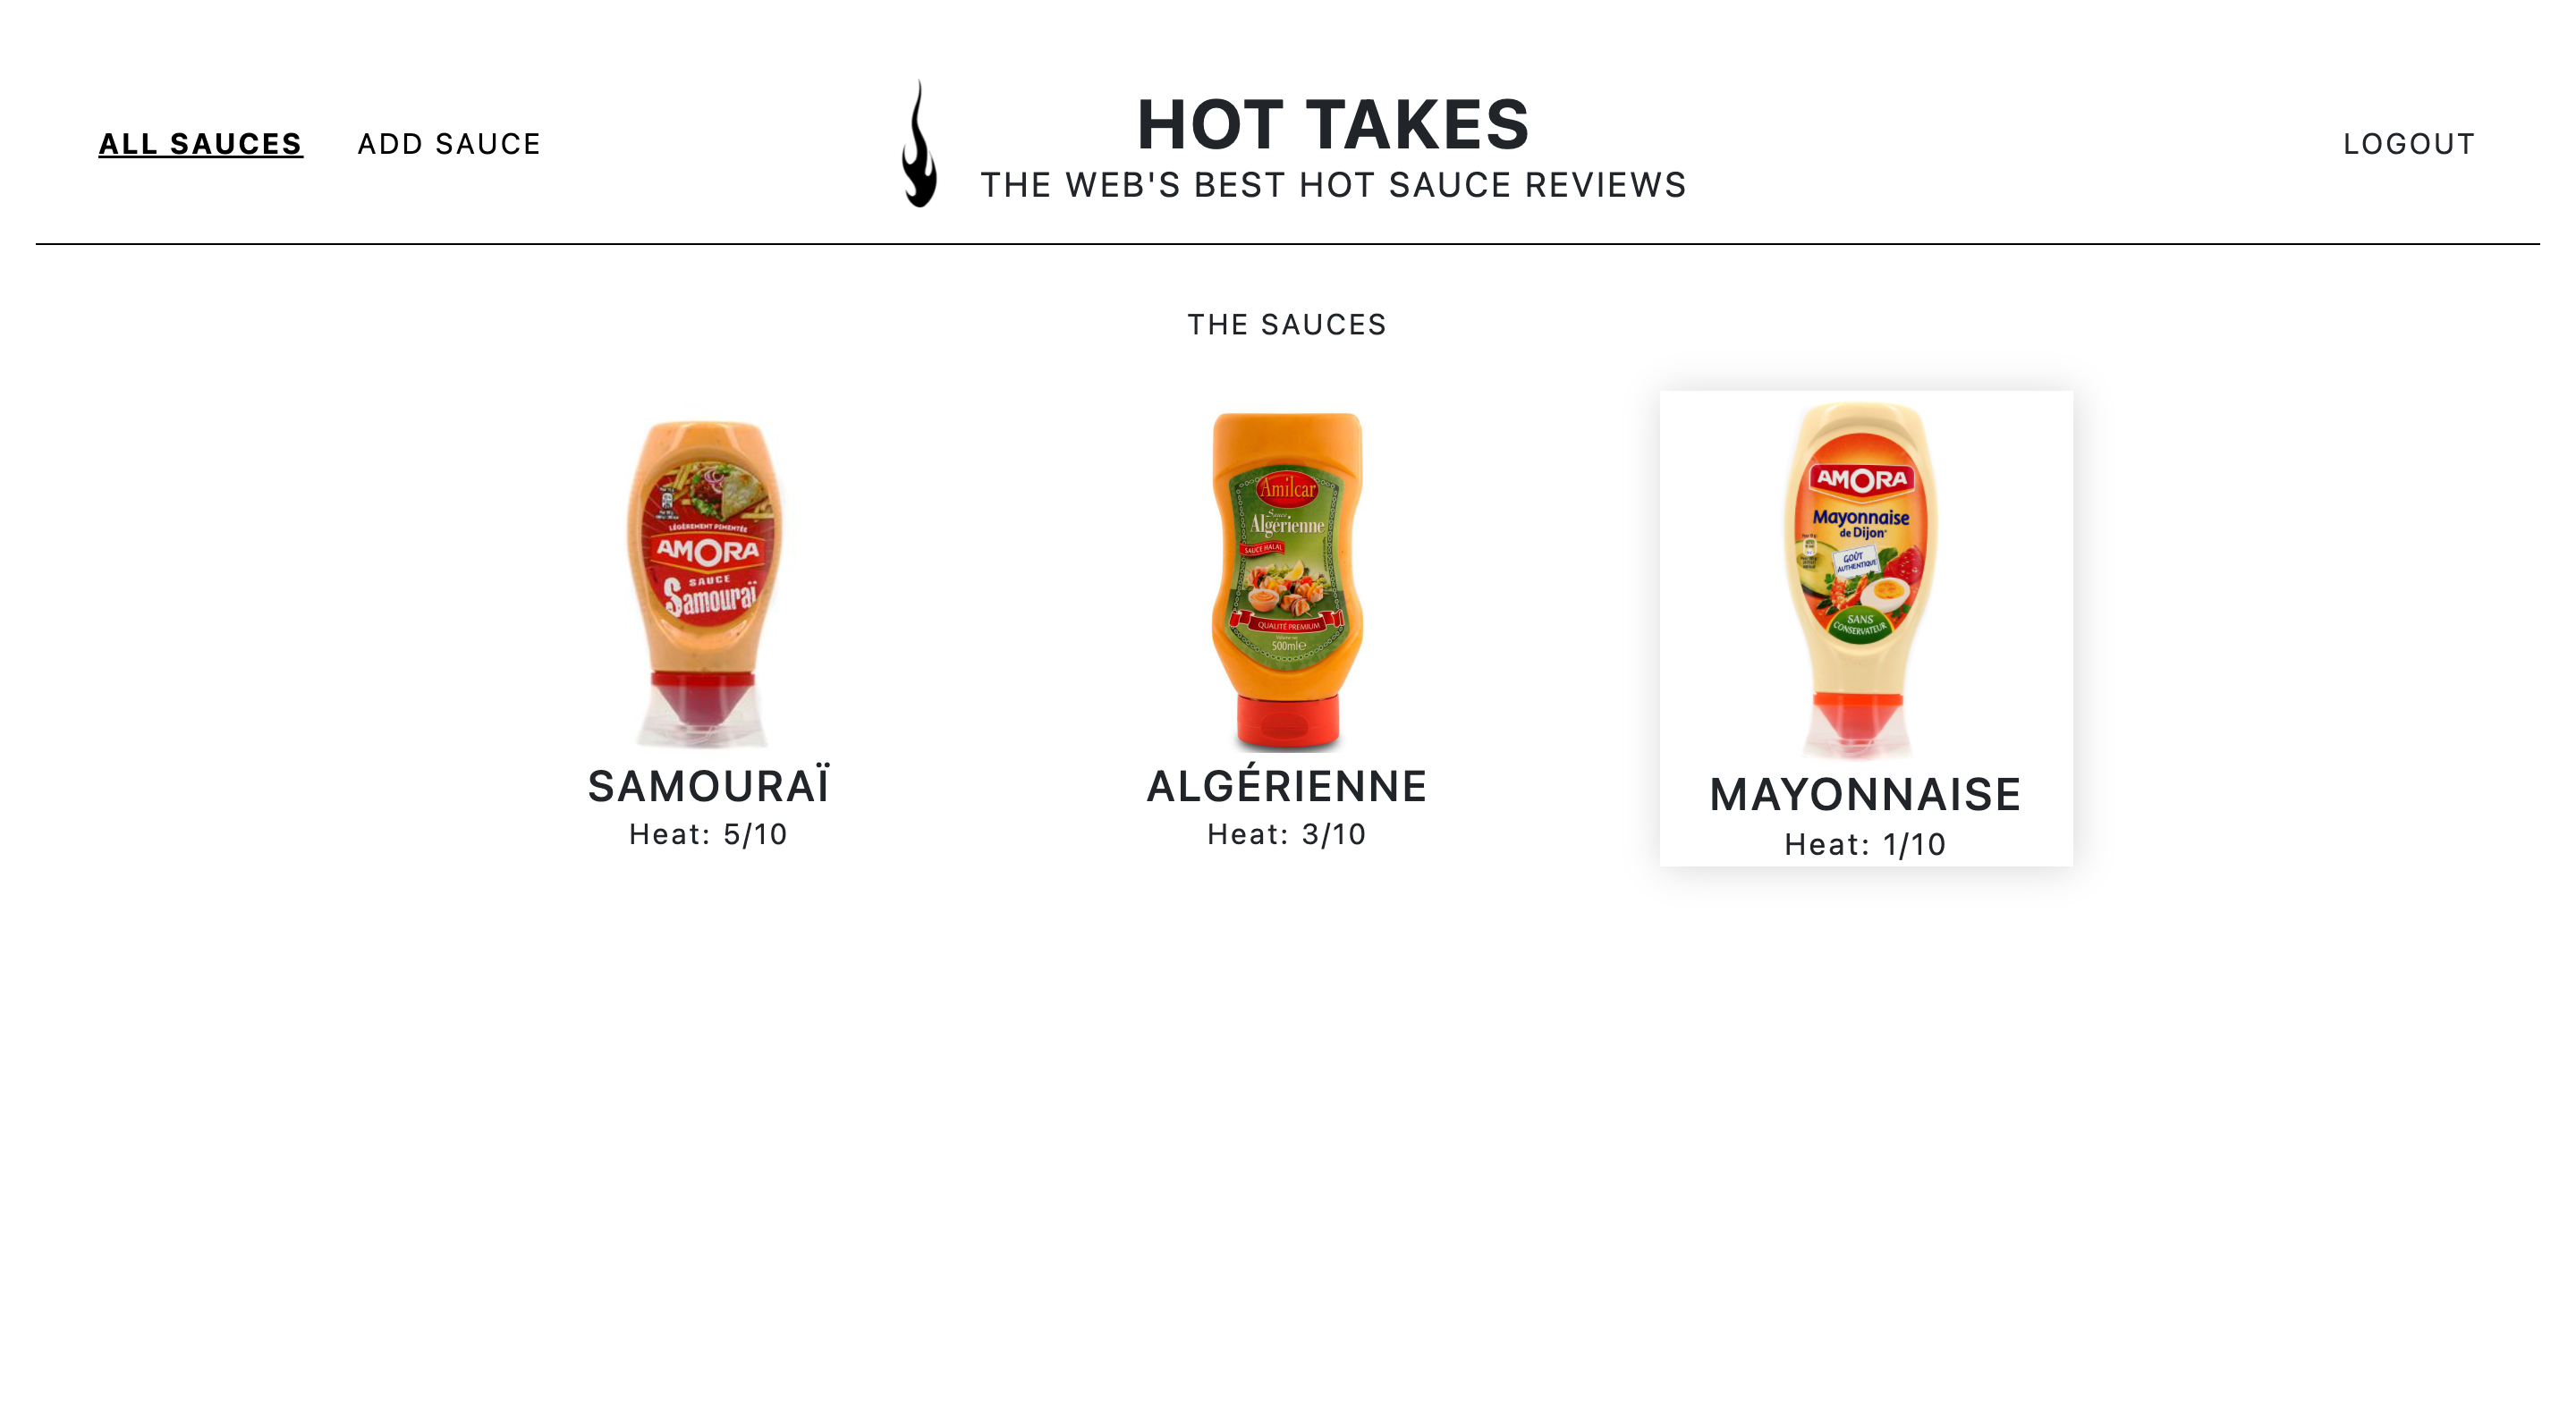 ALL SAUCES
ADD SAUCE
HOT TAKES
THE WEB'S BEST HOT SAUCE REVIEWS
LOGOUT
THE SAUCES
LÉGÈREMENT PIMENTÉE
AMORA
SAUCE
Samouraï
SAMOURAÏ
Heat: 5/10
Amilcar
Sauce
Algérienne
SAUCE HALAL
QUALITÉ PREMIUM
Volume net
500ml℮
ALGÉRIENNE
Heat: 3/10
AMORA
Mayonnaise
de Dijon
GOÛT
AUTHENTIQUE
SANS
CONSERVATEUR
MAYONNAISE
Heat: 1/10